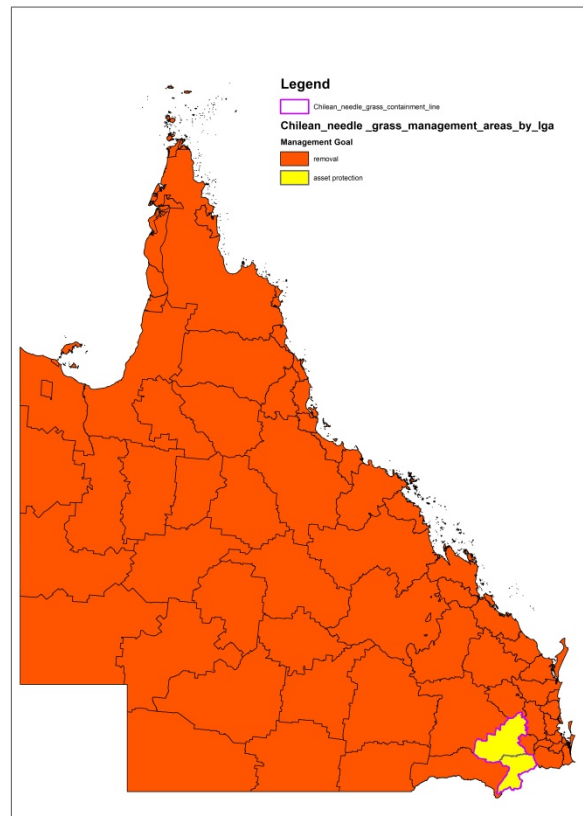 Legend
Chilean_needle_grass_containment_line
Chilean_needle _grass_management_areas_by_lga
Management Goal
removal
asset protection